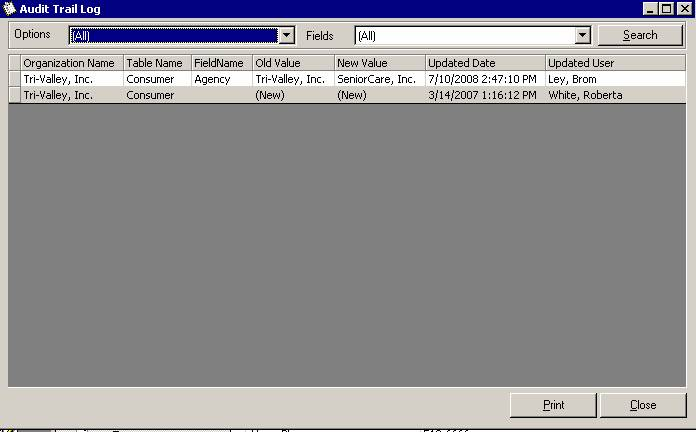 Audit Trail Log
Options (All) Fields (All) Search
Organization Name Table Name FieldName Old Value New Value Updated Date Updated User
Tri-Valley, Inc. Consumer Agency Tri-Valley, Inc. SeniorCare, Inc. 7/10/2008 2:47:10 PM Ley, Brom
Tri-Valley, Inc. Consumer (New) (New) 3/14/2007 1:16:12 PM White, Roberta
Print Close